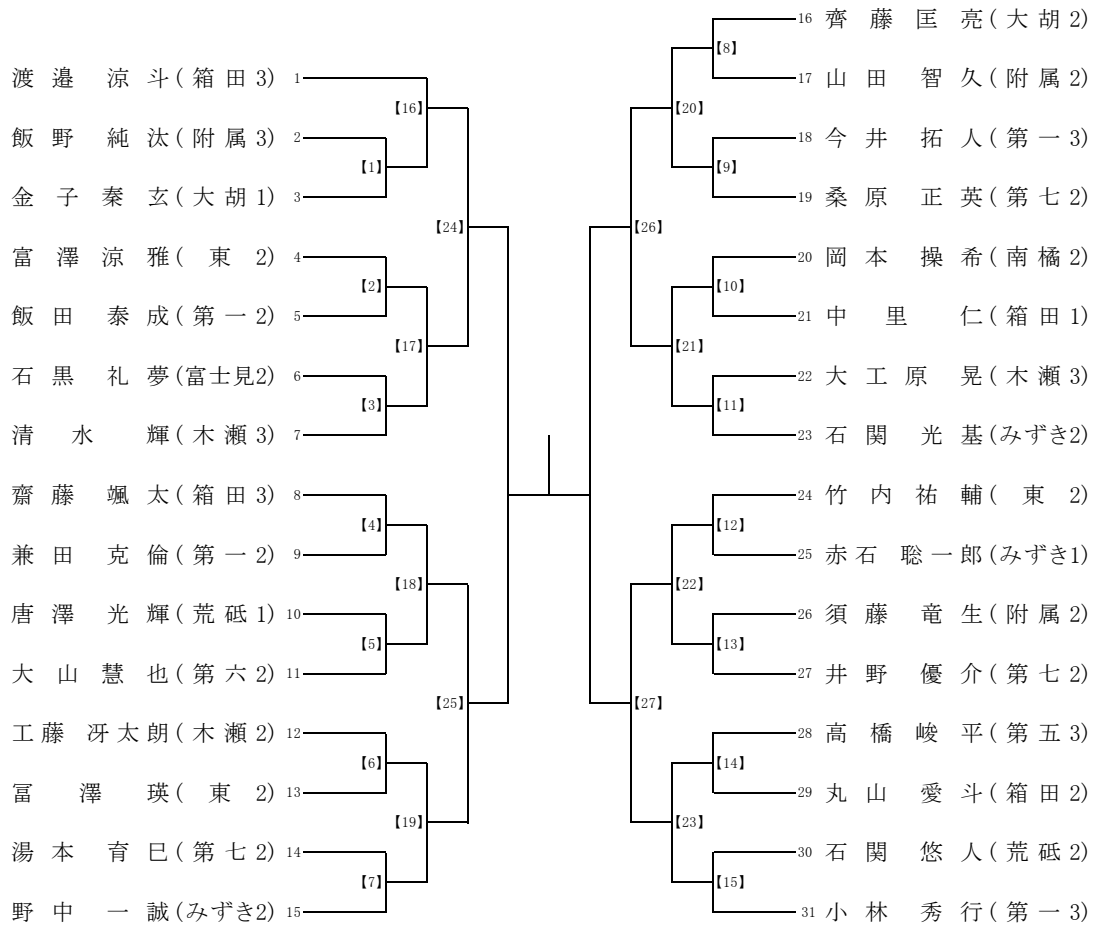 渡邉 涼斗(箱田3) 1
飯野 純汰(附属3) 2
金子 秦玄(大胡1) 3
富澤 涼雅(東2) 4
飯田 泰成(第一2) 5
石黒 礼夢(富士見2) 6
清水 輝(木瀬3) 7
齋藤 颯太(箱田3) 8
兼田 克倫(第一2) 9
唐澤 光輝(荒砥1) 10
大山 慧也(第六2) 11
工藤 冴太朗(木瀬2) 12
冨澤 瑛(東2) 13
湯本 育巳(第七2) 14
野中 一誠(みずき2) 15
【16】
【1】
【24】
【2】
【17】
【3】
【4】
【18】
【5】
【25】
【6】
【19】
【7】
16 齊藤 匡亮(大胡2)
17 山田 智久(附属2)
18 今井 拓人(第一3)
19 桑原 正英(第七2)
20 岡本 操希(南橘2)
21 中里 仁(箱田1)
22 大工原 晃(木瀬3)
23 石関 光基(みずき2)
24 竹内 祐輔(東2)
25 赤石 聡一郎(みずき1)
26 須藤 竜生(附属2)
27 井野 優介(第七2)
28 高橋 峻平(第五3)
29 丸山 愛斗(箱田2)
30 石関 悠人(荒砥2)
31 小林 秀行(第一3)
【8】
【20】
【9】
【26】
【10】
【21】
【11】
【12】
【22】
【13】
【27】
【14】
【23】
【15】